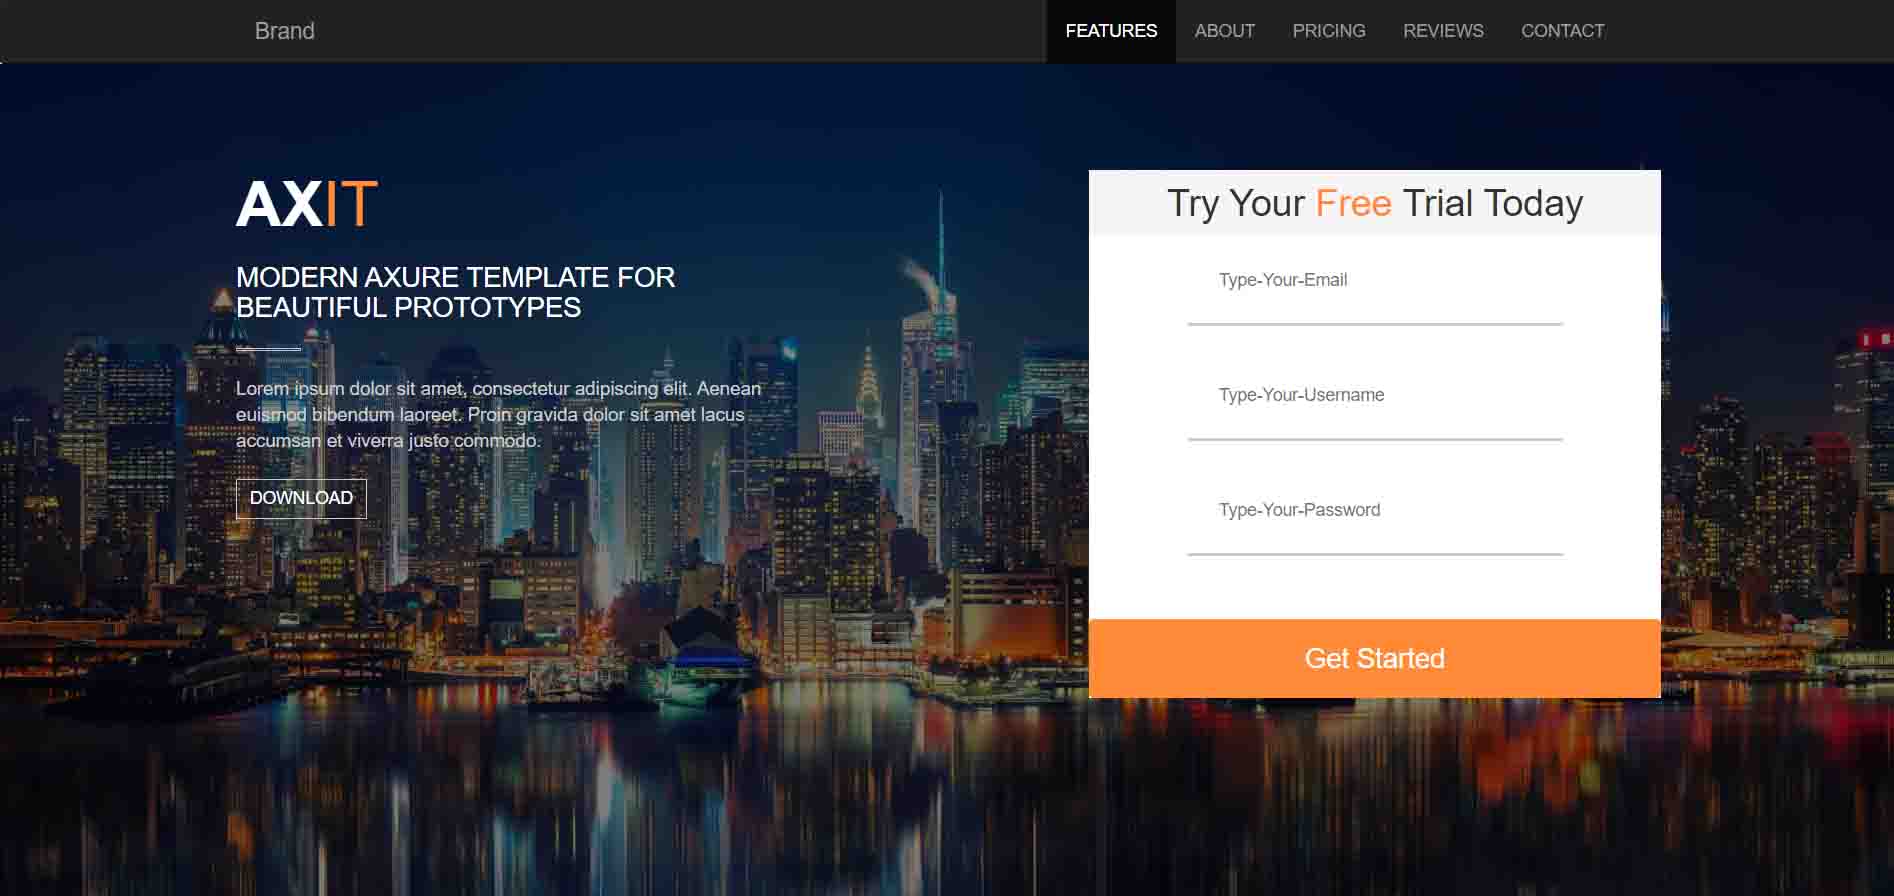 Brand
FEATURES ABOUT PRICING REVIEWS CONTACT
AXIT
MODERN AXURE TEMPLATE FOR
BEAUTIFUL PROTOTYPES
Lorem ipsum dolor sit amet, consectetur adipiscing elit. Aenean
euismod bibendum laoreet. Proin gravida dolor sit amet lacus
accumsan et viverra justo commodo.
DOWNLOAD
Try Your Free Trial Today
Type-Your-Email
Type-Your-Username
Type-Your-Password
Get Started